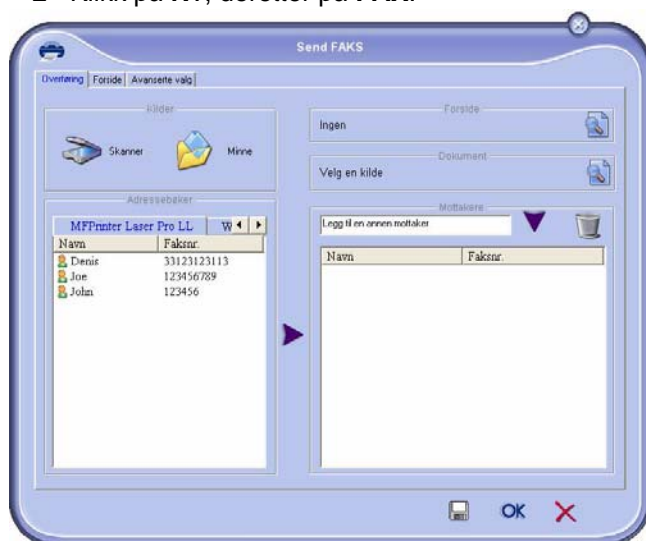 Send FAKS
Overføring Forside Avanserte valg
Kilder
Skanner Minne
Forside
Ingen
Dokument
Velg en kilde
Adressebøker
MFPrinter Laser Pro LL W
Navn Faksnr.
Denis 33123123113
Joe 123456789
John 123456
Mottakere
Legg til en annen mottaker
Navn Faksnr.
OK